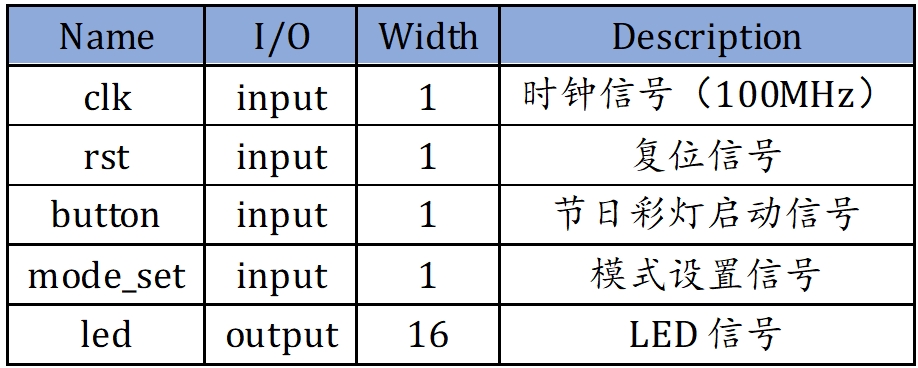 Name I/O Width Description
clk input 1 时钟信号（100MHz）
rst input 1 复位信号
button input 1 节日彩灯启动信号
mode_set input 1 模式设置信号
led output 16 LED 信号